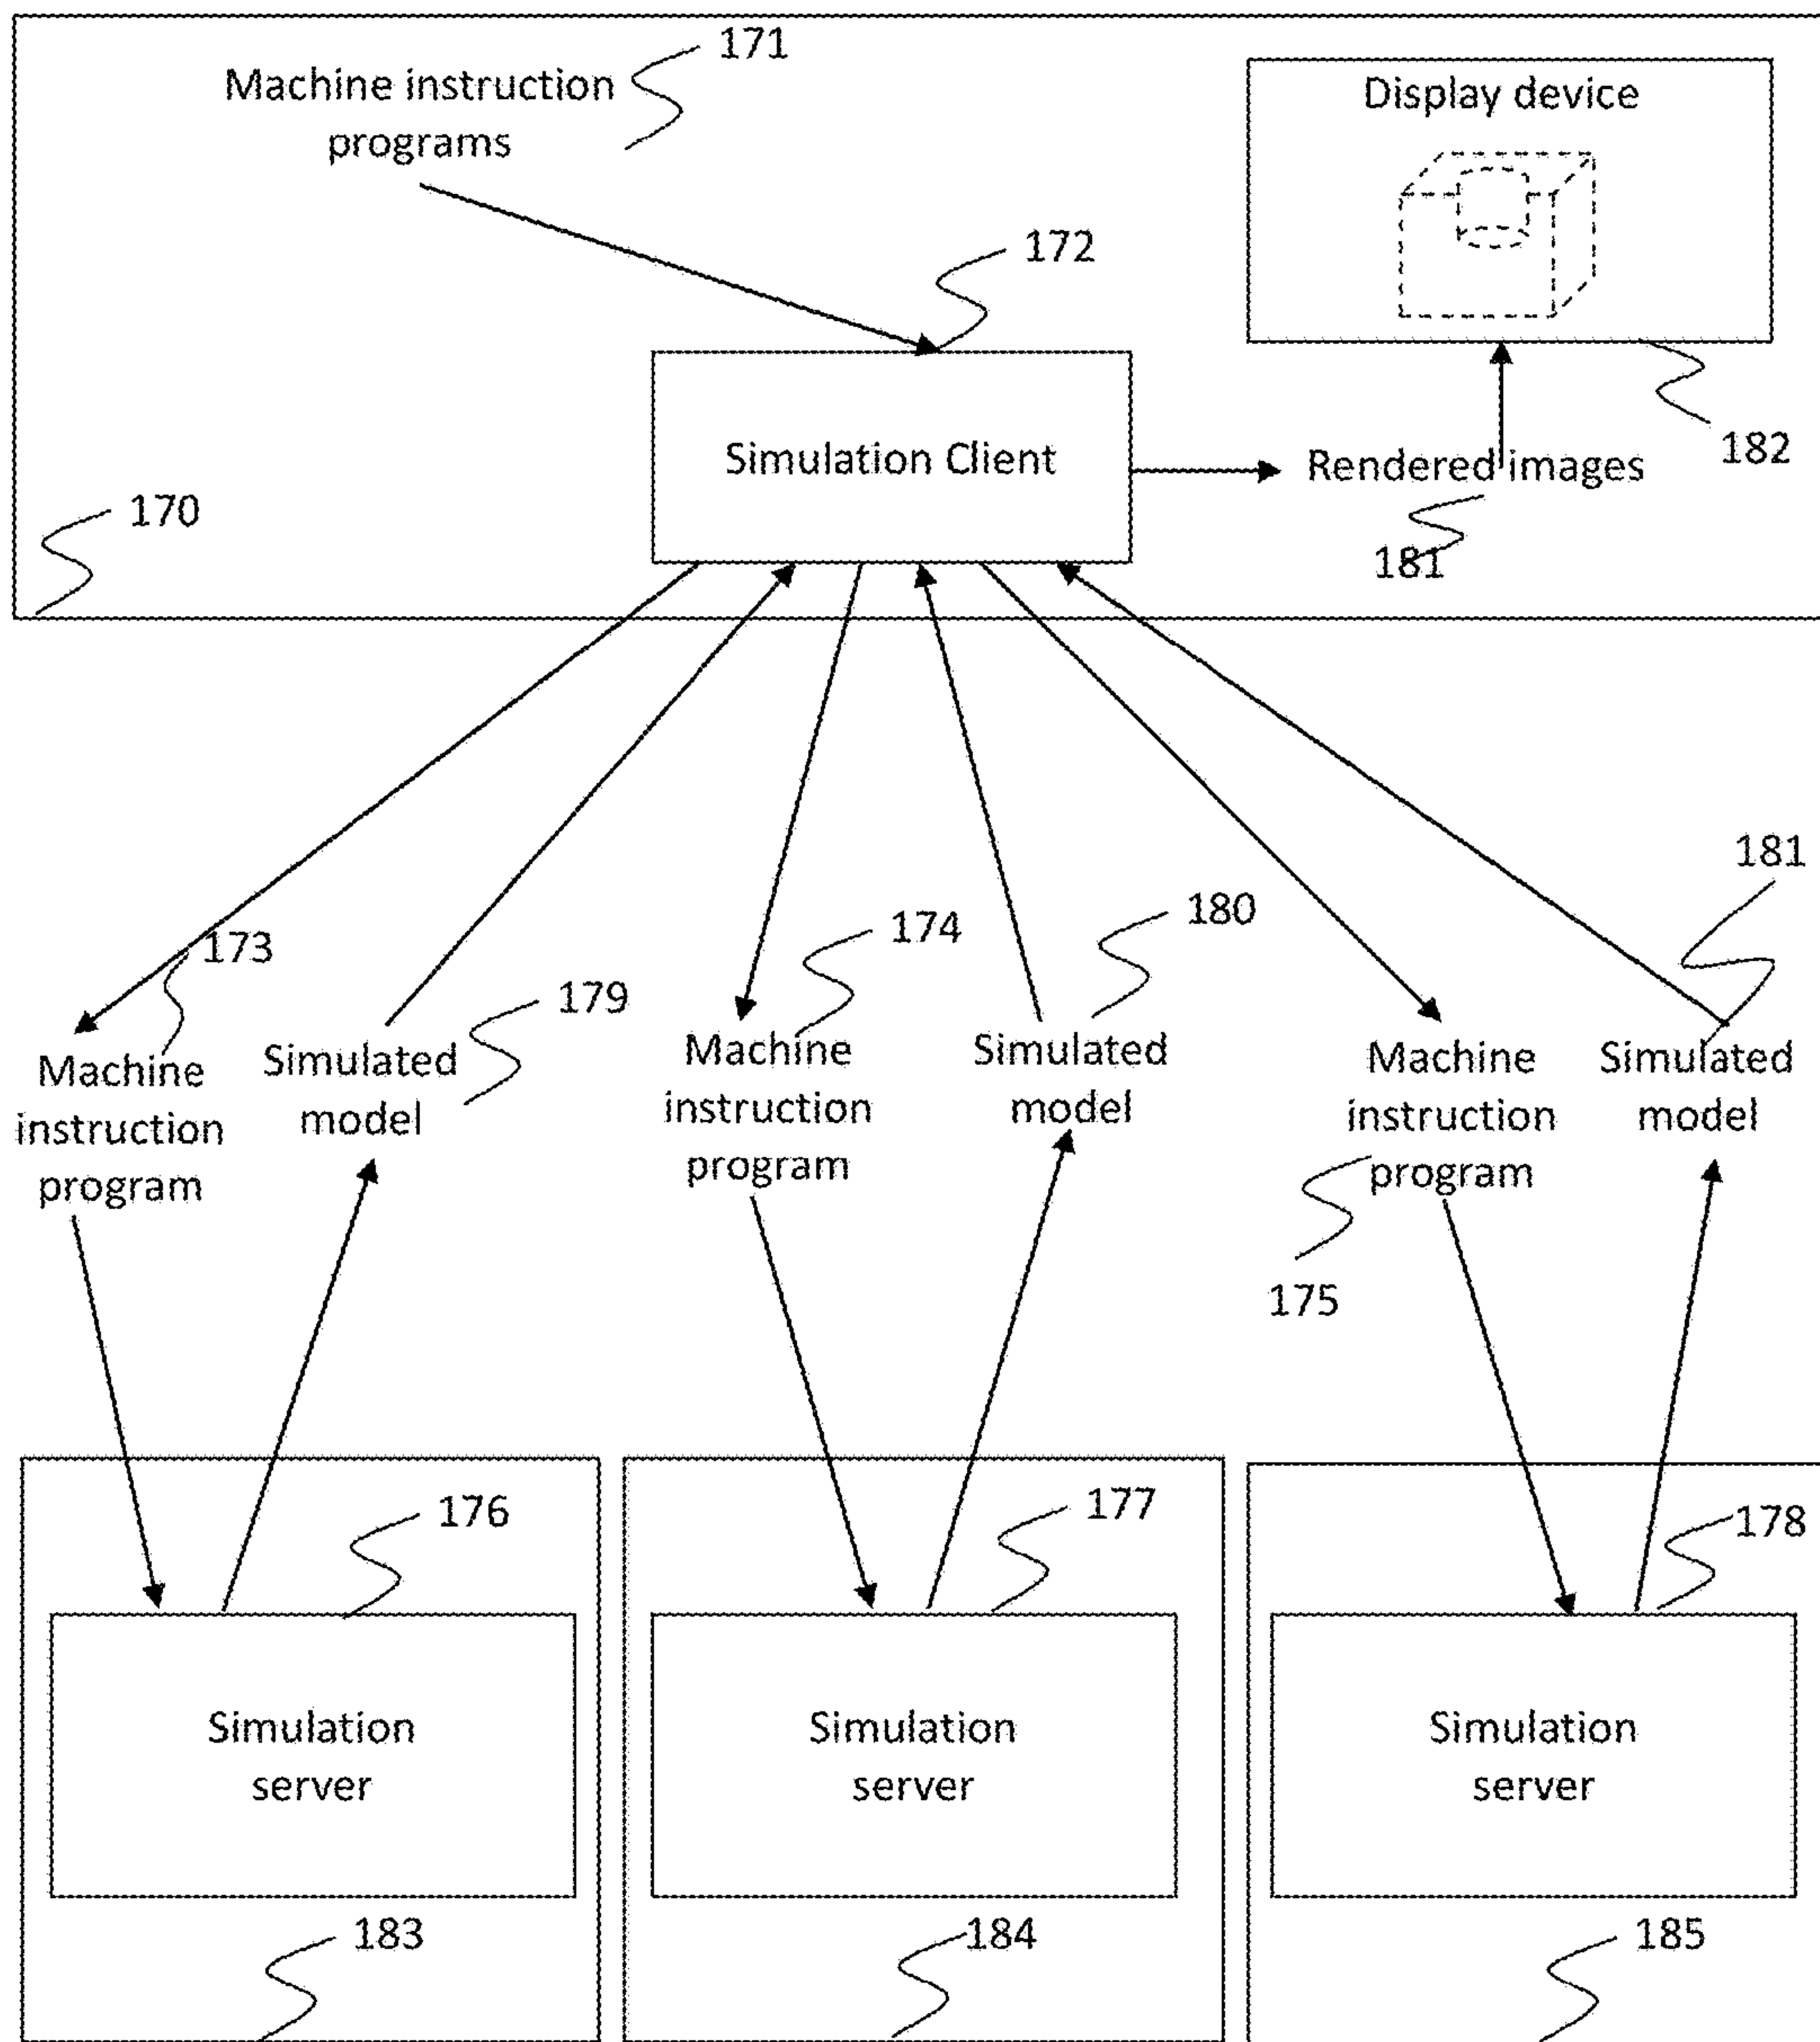 171
Machine instruction
programs
Display device
172
Simulation Client
182
Rendered images
170
181
181
180
174
173
179
Machine
instruction
program
Simulated
model
Machine
instruction
program
Simulated
model
Machine
instruction
program
Simulated
model
175
176
177
178
Simulation
server
Simulation
server
Simulation
server
183
184
185